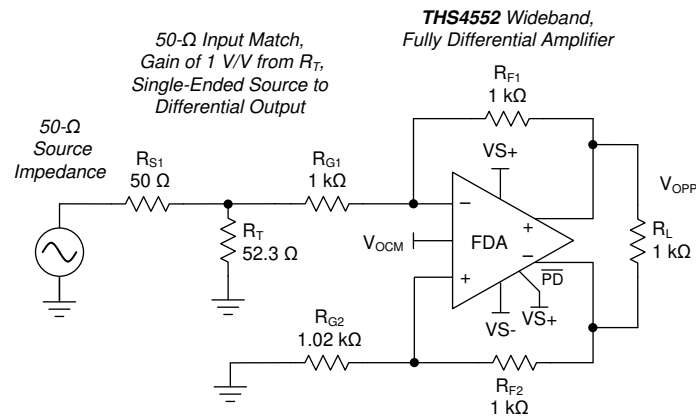 THS4552 Wideband,
Fully Differential Amplifier
50-Ω Input Match,
Gain of 1 V/V from RT,
Single-Ended Source to
Differential Output
50-Ω
Source
Impedance
RS1
50 Ω
RT
52.3 Ω
RG1
1 kΩ
RF1
1 kΩ
VS+
VOCM
−
+
FDA
+
−
PD
VS+
VS-
VOPP
RL
1 kΩ
RG2
1.02 kΩ
RF2
1 kΩ